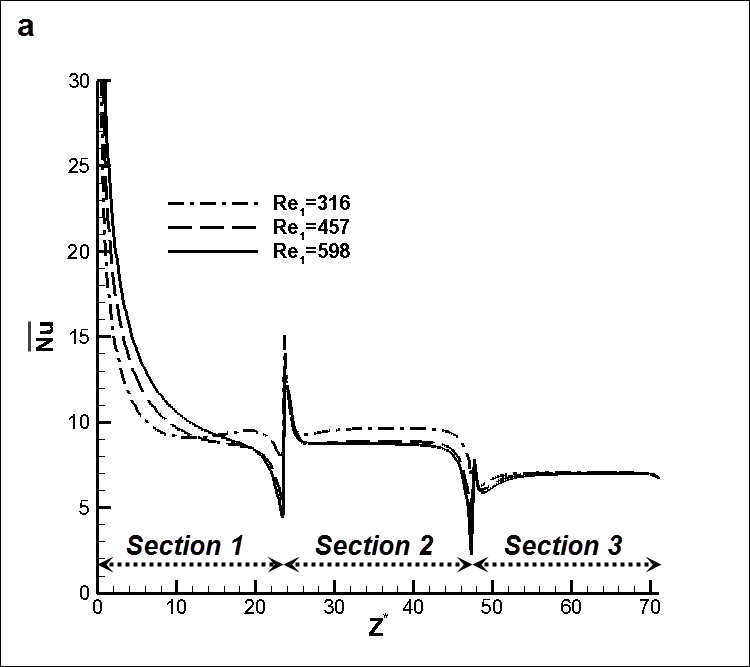 a
30
25
20
15
10
5
0
Nu
Re1=316
Re1=457
Re1=598
Section 1
Section 2
Section 3
0 10 20 30 40 50 60 70
Z*